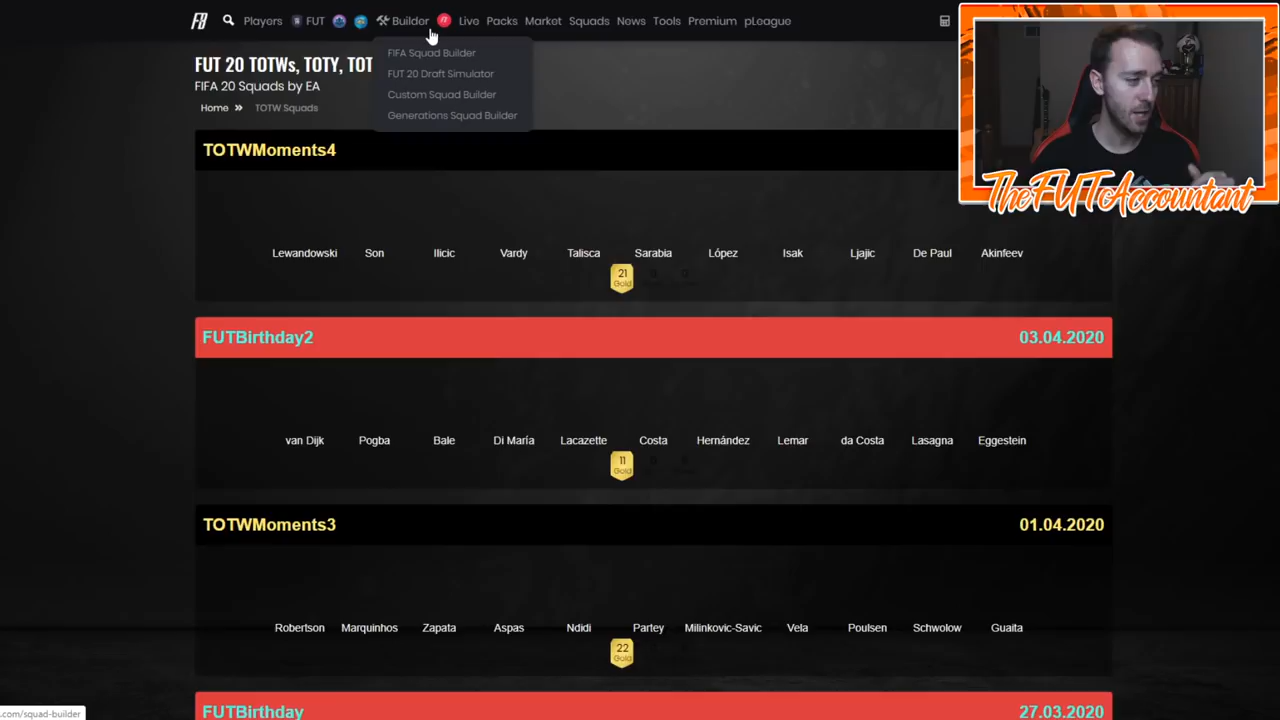 FB Players FUT Builder Live Packs Market Squads News Tools Premium pLeague
FIFA Squad Builder
FUT 20 Draft Simulator
Custom Squad Builder
Generations Squad Builder
FUT 20 TOTWs, TOTY, TOT
FIFA 20 Squads by EA
Home » TOTW Squads
TheFUTAccountant
TOTWMoments4
Lewandowski Son Ilicic Vardy Talisca Sarabia López Isak Ljajic De Paul Akinfeev
21
Gold
FUTBirthday2 03.04.2020
van Dijk Pogba Bale Di María Lacazette Costa Hernández Lemar da Costa Lasagna Eggestein
11
Gold
TOTWMoments3 01.04.2020
Robertson Marquinhos Zapata Aspas Ndidi Partey Milinkovic-Savic Vela Poulsen Schwolow Guaita
22
Gold
FUTBirthday 27.03.2020
.com/squad-builder